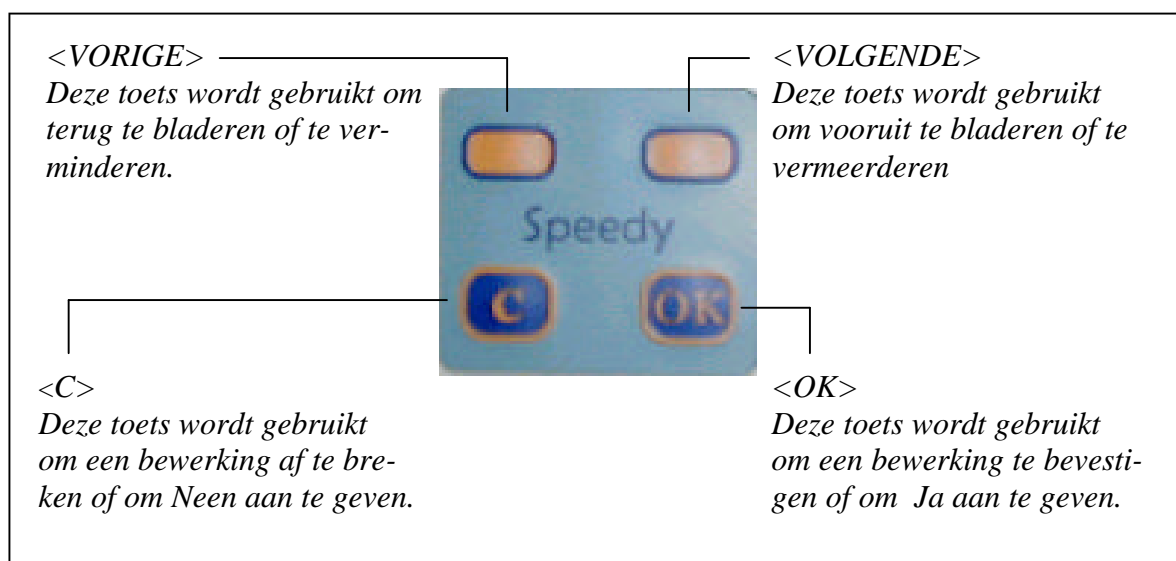 <VORIGE>
Deze toets wordt gebruikt om
terug te bladeren of te ver-
minderen.
<VOLGENDE>
Deze toets wordt gebruikt
om vooruit te bladeren of te
vermeerderen
Speedy
C
OK
<C>
Deze toets wordt gebruikt
om een bewerking af te bre-
ken of om Neen aan te geven.
<OK>
Deze toets wordt gebruikt
om een bewerking te bevesti-
gen of om  Ja aan te geven.